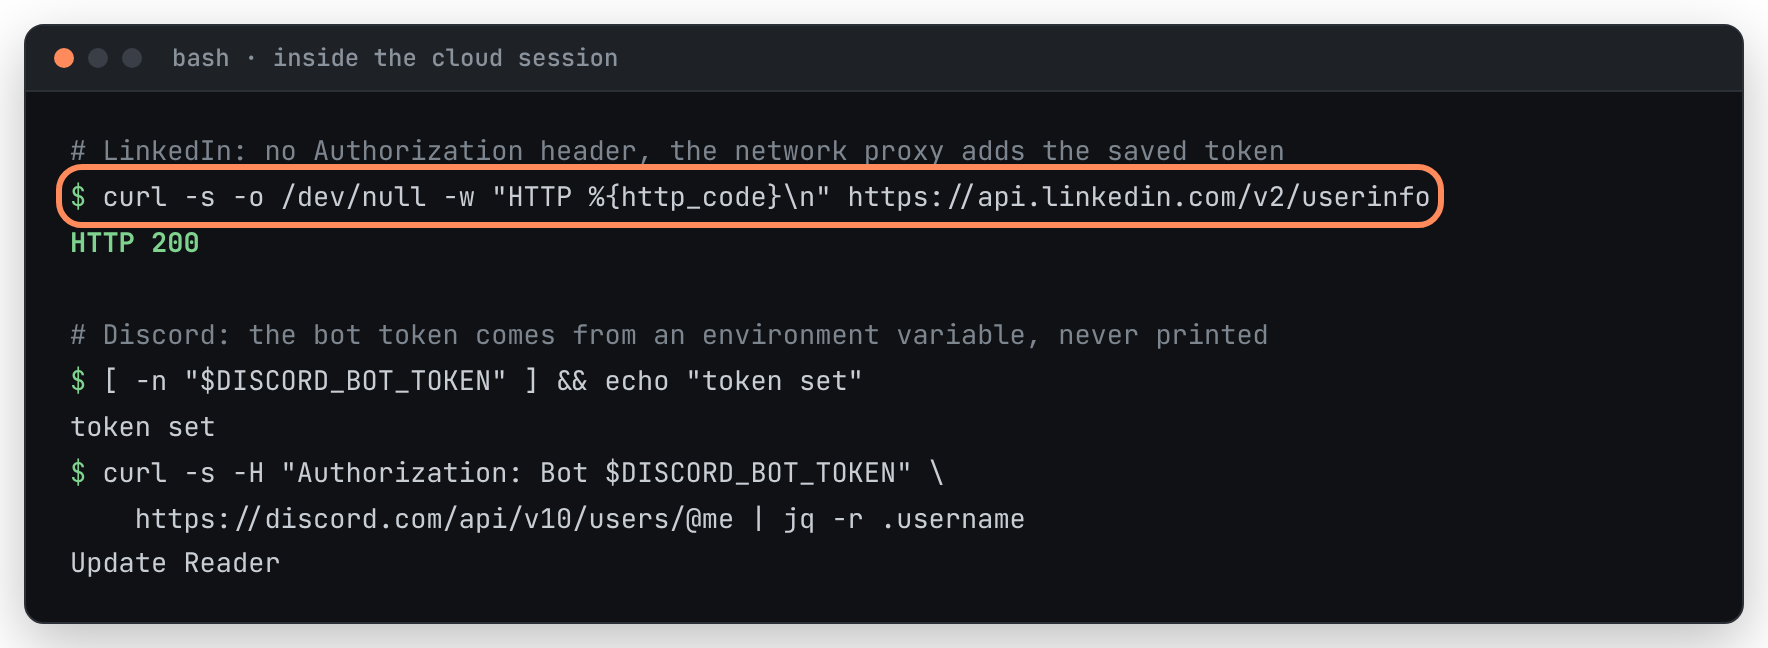 bash · inside the cloud session
# LinkedIn: no Authorization header, the network proxy adds the saved token
$ curl -s -o /dev/null -w "HTTP %{http_code}\n" https://api.linkedin.com/v2/userinfo
HTTP 200
# Discord: the bot token comes from an environment variable, never printed
$ [ -n "$DISCORD_BOT_TOKEN" ] && echo "token set"
token set
$ curl -s -H "Authorization: Bot $DISCORD_BOT_TOKEN" \
    https://discord.com/api/v10/users/@me | jq -r .username
Update Reader